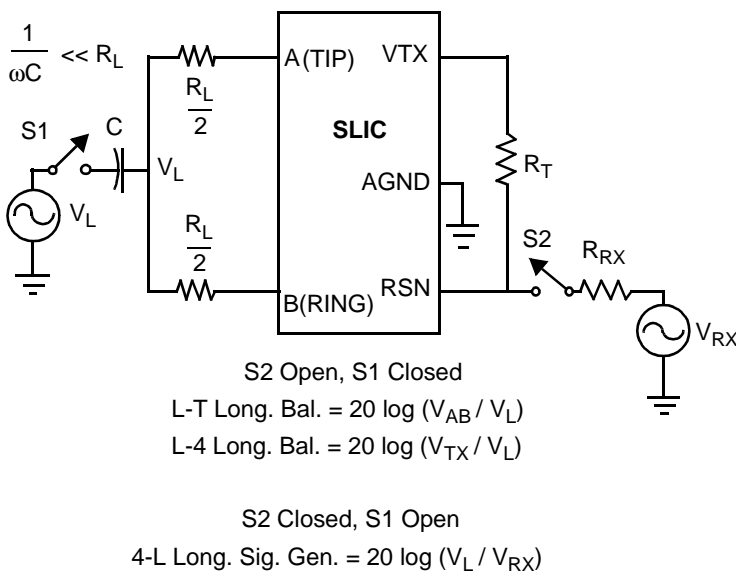 1
ωC
<< R_L
R_L
2
A(TIP)
VTX
SLIC
S1
C
V_L
R_T
AGND
V_L
R_L
2
S2
R_RX
B(RING)
RSN
V_RX
S2 Open, S1 Closed
L-T Long. Bal. = 20 log (V_AB / V_L)
L-4 Long. Bal. = 20 log (V_TX / V_L)
S2 Closed, S1 Open
4-L Long. Sig. Gen. = 20 log (V_L / V_RX)